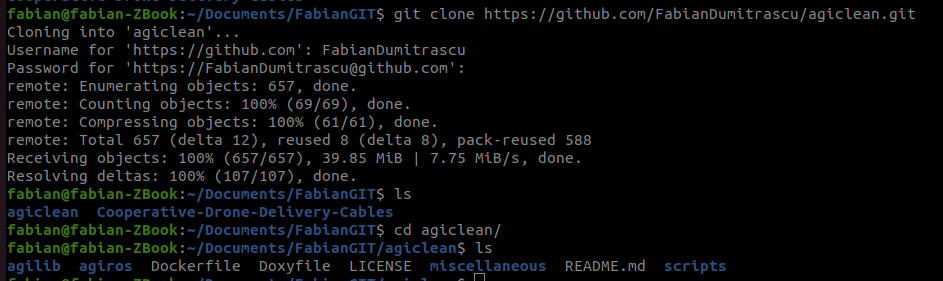 fabian@fabian-ZBook:~/Documents/FabianGIT$ git clone https://github.com/FabianDumitrascu/agiclean.git
Cloning into 'agiclean'...
Username for 'https://github.com': FabianDumitrascu
Password for 'https://FabianDumitrascu@github.com':
remote: Enumerating objects: 657, done.
remote: Counting objects: 100% (69/69), done.
remote: Compressing objects: 100% (61/61), done.
remote: Total 657 (delta 12), reused 8 (delta 8), pack-reused 588
Receiving objects: 100% (657/657), 39.85 MiB | 7.75 MiB/s, done.
Resolving deltas: 100% (107/107), done.
fabian@fabian-ZBook:~/Documents/FabianGIT$ ls
agiclean  Cooperative-Drone-Delivery-Cables
fabian@fabian-ZBook:~/Documents/FabianGIT$ cd agiclean/
fabian@fabian-ZBook:~/Documents/FabianGIT/agiclean$ ls
agilib  agiros  Dockerfile  Doxyfile  LICENSE  miscellaneous  README.md  scripts